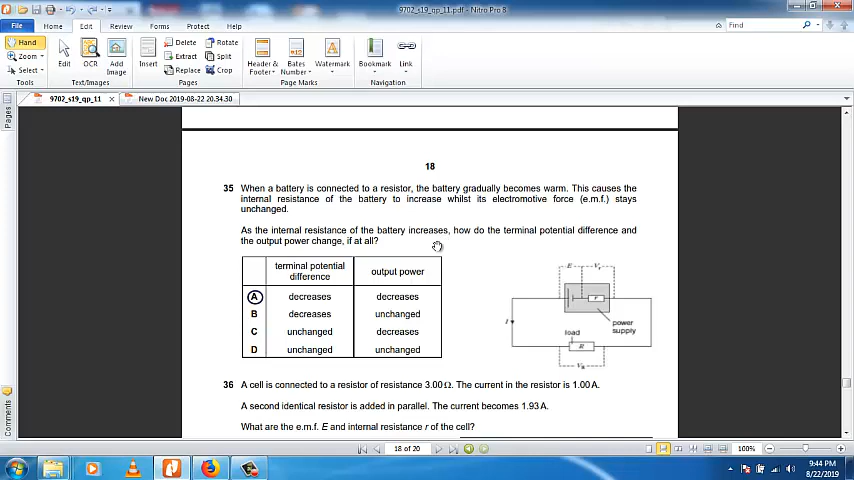 9702_s19_qp_11.pdf - Nitro Pro 8
File Home Edit Review Forms Protect Help
Find
Hand
Zoom
Select
Tools
Edit
OCR
Add Image
Text/Images
Insert
Delete
Extract
Replace
Rotate
Split
Crop
Pages
Header & Footer
Bates Number
Watermark
Page Marks
Bookmark
Link
Navigation
9702_s19_qp_11
New Doc 2019-08-22 20.34.30
Pages
18
35 When a battery is connected to a resistor, the battery gradually becomes warm. This causes the
internal resistance of the battery to increase whilst its electromotive force (e.m.f.) stays
unchanged.
As the internal resistance of the battery increases, how do the terminal potential difference and
the output power change, if at all?
terminal potential difference output power
A decreases decreases
B decreases unchanged
C unchanged decreases
D unchanged unchanged
E
r
I
power supply
load
R
36 A cell is connected to a resistor of resistance 3.00Ω. The current in the resistor is 1.00A.
A second identical resistor is added in parallel. The current becomes 1.93A.
What are the e.m.f. E and internal resistance r of the cell?
Comments
18 of 20
100%
9:44 PM
8/22/2019